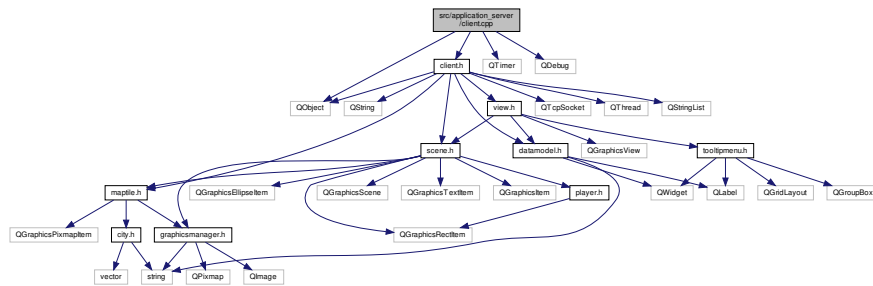 src/application_server
/client.cpp
client.h
QTimer
QDebug
QObject
QString
view.h
QTcpSocket
QThread
QStringList
scene.h
datamodel.h
QGraphicsView
tooltipmenu.h
maptile.h
QGraphicsEllipseItem
QGraphicsScene
QGraphicsTextItem
QGraphicsItem
player.h
QWidget
QLabel
QGridLayout
QGroupBox
QGraphicsPixmapItem
city.h
graphicsmanager.h
QGraphicsRectItem
vector
string
QPixmap
QImage